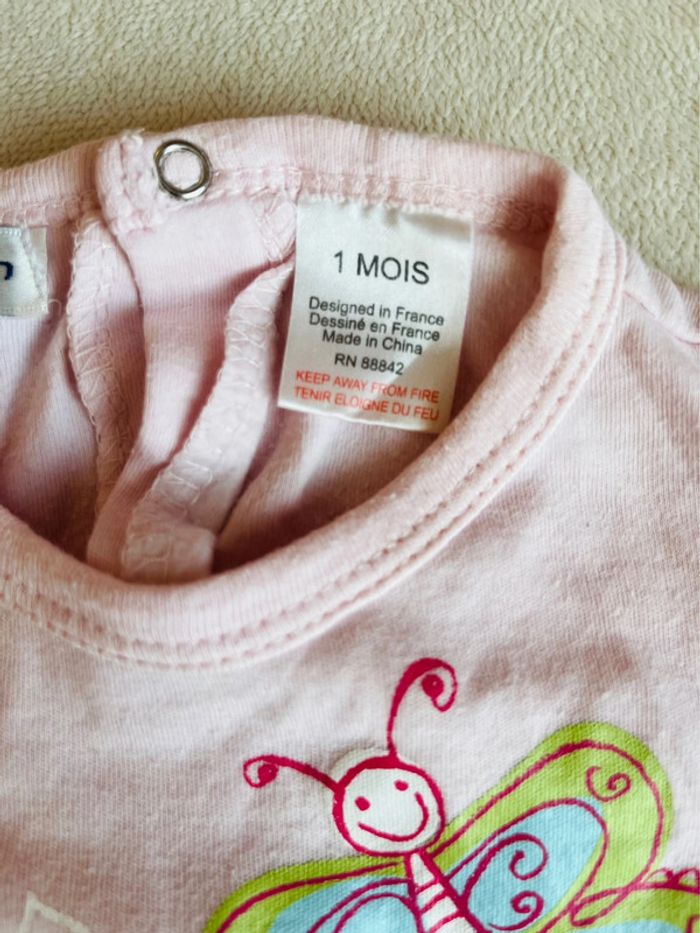 1 MOIS
Designed in France
Dessiné en France
Made in China
RN 88842
KEEP AWAY FROM FIRE
TENIR ELOIGNE DU FEU